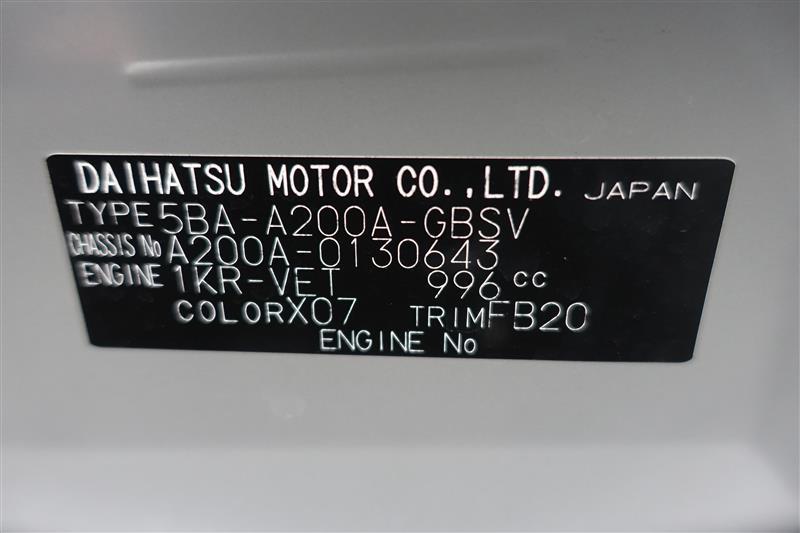 DAIHATSU MOTOR CO.,LTD. JAPAN
TYPE 5BA-A200A-GBSV
CHASSIS No A200A-0130643
ENGINE 1KR-VET 996 cc
COLOR X07 TRIM FB20
ENGINE No